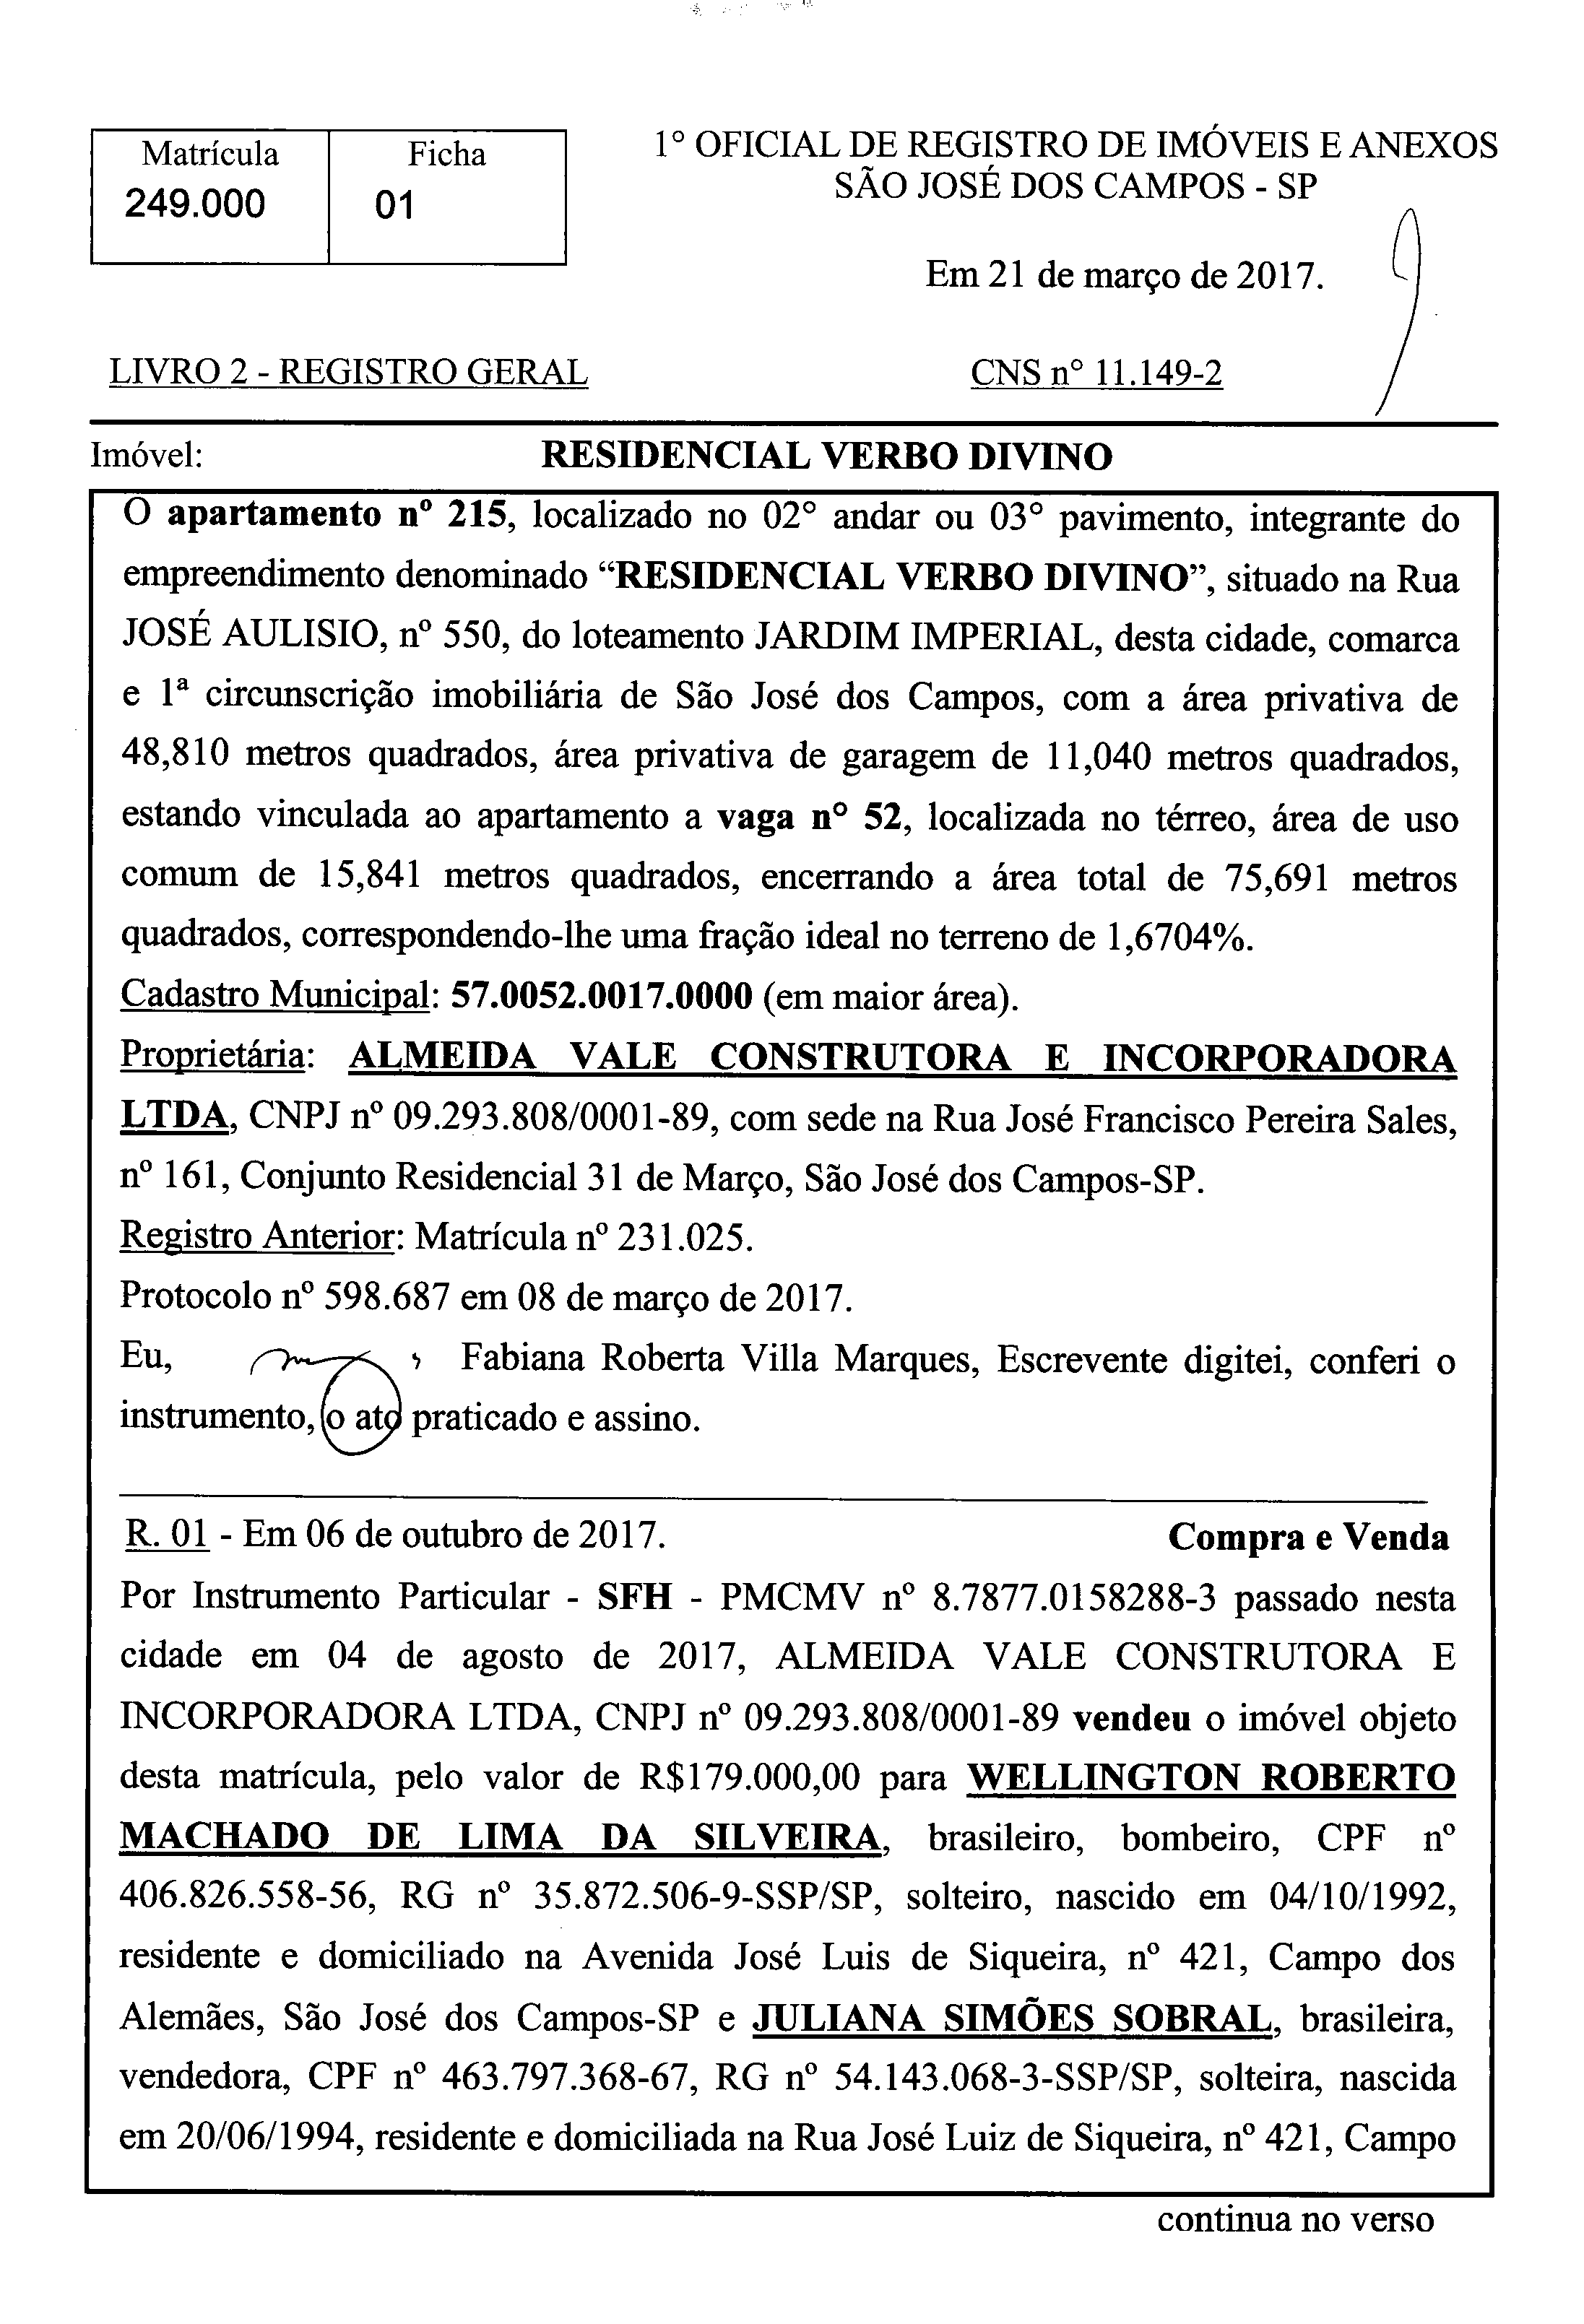 Matrícula
249.000
Ficha
01
1° OFICIAL DE REGISTRO DE IMÓVEIS E ANEXOS
SÃO JOSÉ DOS CAMPOS - SP
Em 21 de março de 2017.
LIVRO 2 - REGISTRO GERAL
CNS n° 11.149-2
Imóvel: RESIDENCIAL VERBO DIVINO
O apartamento nº 215, localizado no 02° andar ou 03° pavimento, integrante do
empreendimento denominado “RESIDENCIAL VERBO DIVINO”, situado na Rua
JOSÉ AULISIO, nº 550, do loteamento JARDIM IMPERIAL, desta cidade, comarca
e 1ª circunscrição imobiliária de São José dos Campos, com a área privativa de
48,810 metros quadrados, área privativa de garagem de 11,040 metros quadrados,
estando vinculada ao apartamento a vaga nº 52, localizada no térreo, área de uso
comum de 15,841 metros quadrados, encerrando a área total de 75,691 metros
quadrados, correspondendo-lhe uma fração ideal no terreno de 1,6704%.
Cadastro Municipal: 57.0052.0017.0000 (em maior área).
Proprietária: ALMEIDA VALE CONSTRUTORA E INCORPORADORA
LTDA, CNPJ nº 09.293.808/0001-89, com sede na Rua José Francisco Pereira Sales,
nº 161, Conjunto Residencial 31 de Março, São José dos Campos-SP.
Registro Anterior: Matrícula nº 231.025.
Protocolo nº 598.687 em 08 de março de 2017.
Eu, , Fabiana Roberta Villa Marques, Escrevente digitei, conferi o
instrumento, o ato praticado e assino.
R. 01 - Em 06 de outubro de 2017. Compra e Venda
Por Instrumento Particular - SFH - PMCMV nº 8.7877.0158288-3 passado nesta
cidade em 04 de agosto de 2017, ALMEIDA VALE CONSTRUTORA E
INCORPORADORA LTDA, CNPJ nº 09.293.808/0001-89 vendeu o imóvel objeto
desta matrícula, pelo valor de R$179.000,00 para WELLINGTON ROBERTO
MACHADO DE LIMA DA SILVEIRA, brasileiro, bombeiro, CPF nº
406.826.558-56, RG nº 35.872.506-9-SSP/SP, solteiro, nascido em 04/10/1992,
residente e domiciliado na Avenida José Luis de Siqueira, nº 421, Campo dos
Alemães, São José dos Campos-SP e JULIANA SIMÕES SOBRAL, brasileira,
vendedora, CPF nº 463.797.368-67, RG nº 54.143.068-3-SSP/SP, solteira, nascida
em 20/06/1994, residente e domiciliada na Rua José Luiz de Siqueira, nº 421, Campo
continua no verso